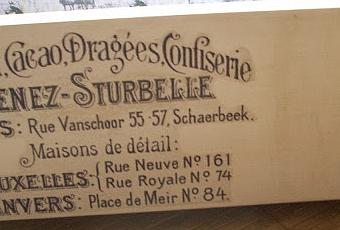 Cacao, Dragées, Confiserie
ENEZ-STURBELLE
S: Rue Vanschoor 55-57, Schaerbeek.
Maisons de détail:
UXELLES: { Rue Neuve Nº 161
Rue Royale Nº 74
ANVERS: Place de Meir Nº 84.